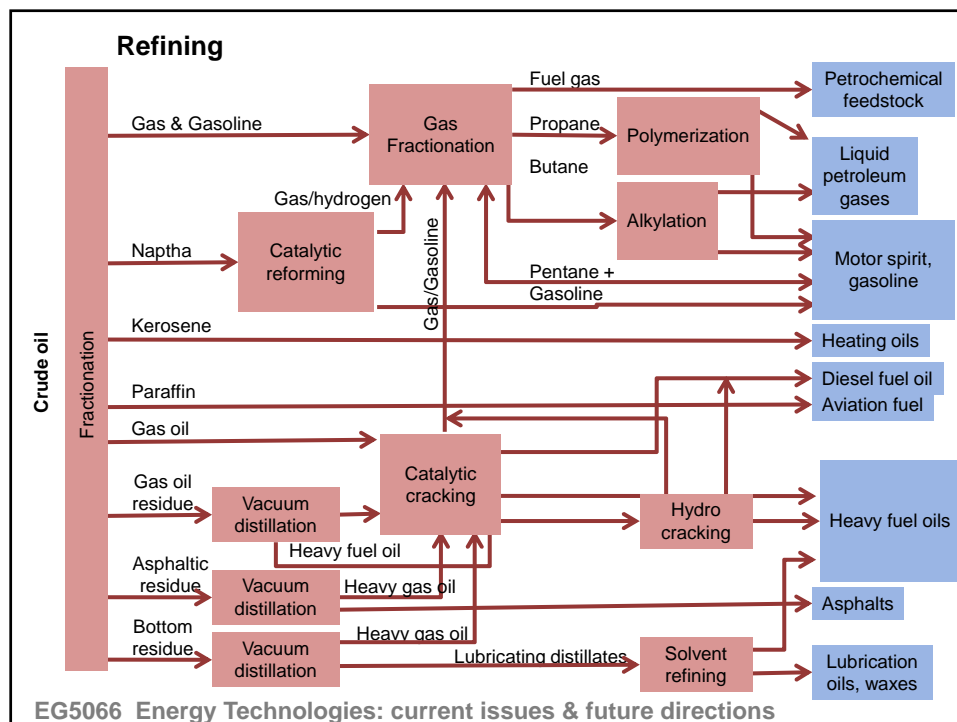 Refining
Crude oil
Fractionation
Gas & Gasoline
Gas
Fractionation
Fuel gas
Propane
Butane
Polymerization
Petrochemical
feedstock
Liquid
petroleum
gases
Gas/hydrogen
Alkylation
Naptha
Catalytic
reforming
Gas/Gasoline
Pentane +
Gasoline
Motor spirit,
gasoline
Kerosene
Heating oils
Diesel fuel oil
Paraffin
Aviation fuel
Gas oil
Catalytic
cracking
Gas oil
residue
Vacuum
distillation
Hydro
cracking
Heavy fuel oils
Heavy fuel oil
Asphaltic
residue
Vacuum
distillation
Heavy gas oil
Asphalts
Bottom
residue
Vacuum
distillation
Heavy gas oil
Lubricating distillates
Solvent
refining
Lubrication
oils, waxes
EG5066 Energy Technologies: current issues & future directions